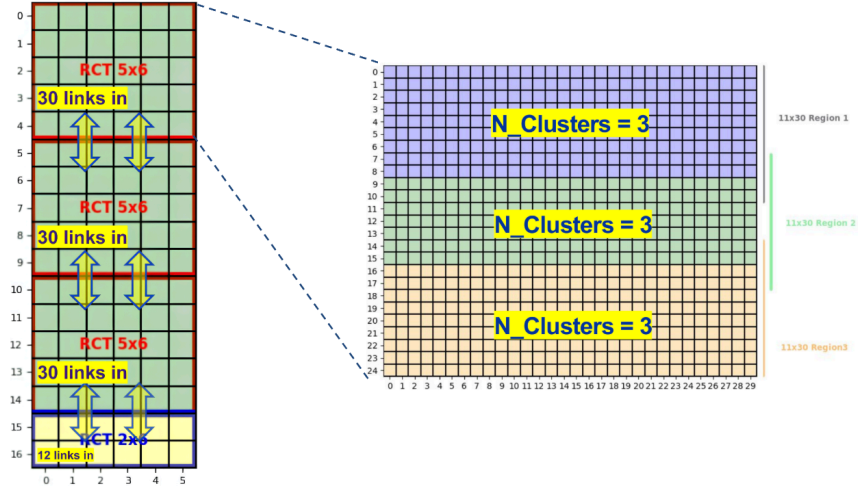 0
1
2
3
4
5
6
7
8
9
10
11
12
13
14
15
16
RCT 5x6
30 links in
RCT 5x6
30 links in
RCT 5x6
30 links in
RCT 2x6
12 links in
0 1 2 3 4 5
0
1
2
3
4
5
6
7
8
9
10
11
12
13
14
15
16
17
18
19
20
21
22
23
24
N_Clusters = 3
N_Clusters = 3
N_Clusters = 3
0 1 2 3 4 5 6 7 8 9 10 11 12 13 14 15 16 17 18 19 20 21 22 23 24 25 26 27 28 29
11x30 Region 1
11x30 Region 2
11x30 Region3